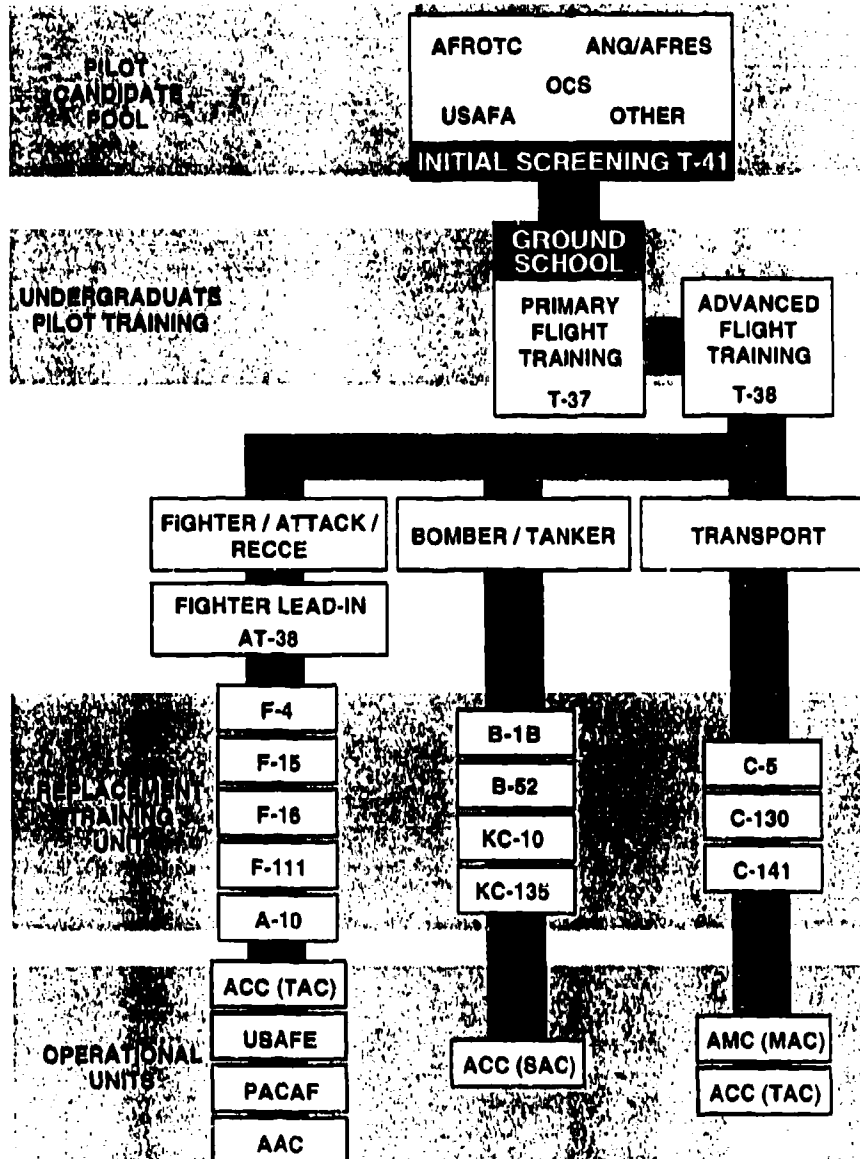 PILOT
CANDIDATE
POOL
AFROTC ANG/AFRES
OCS
USAFA OTHER
INITIAL SCREENING T-41
UNDERGRADUATE
PILOT TRAINING
GROUND
SCHOOL
PRIMARY
FLIGHT
TRAINING
T-37
ADVANCED
FLIGHT
TRAINING
T-38
FIGHTER / ATTACK /
RECCE
BOMBER / TANKER
TRANSPORT
FIGHTER LEAD-IN
AT-38
REPLACEMENT
TRAINING
UNITS
F-4
F-15
F-16
F-111
A-10
B-1B
B-52
KC-10
KC-135
C-5
C-130
C-141
OPERATIONAL
UNITS
ACC (TAC)
USAFE
PACAF
AAC
ACC (SAC)
AMC (MAC)
ACC (TAC)